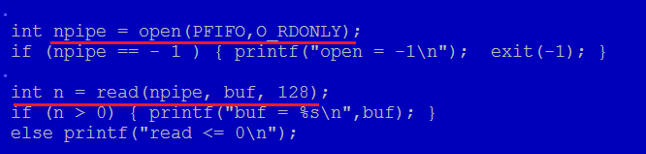 int npipe = open(PFIFO,O_RDONLY);
if (npipe == - 1 ) { printf("open = -1\n");  exit(-1); }
int n = read(npipe, buf, 128);
if (n > 0) { printf("buf = %s\n",buf); }
else printf("read <= 0\n");